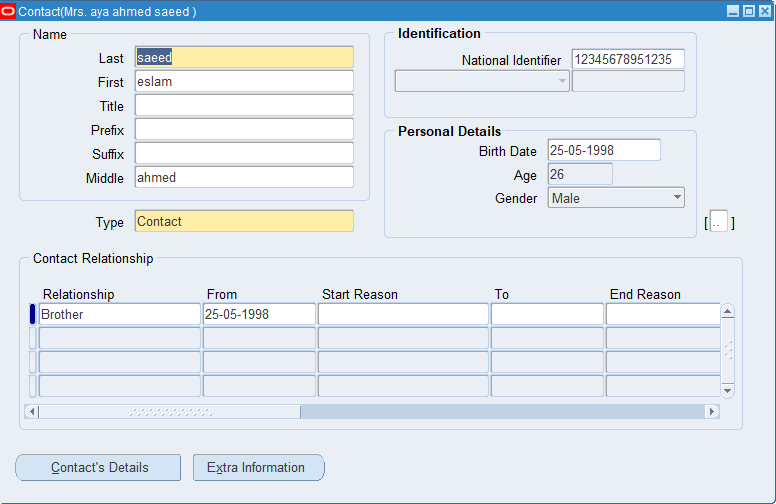 Contact(Mrs. aya ahmed saeed )
Name
Last saeed
First eslam
Title
Prefix
Suffix
Middle ahmed
Type Contact
Identification
National Identifier 12345678951235
Personal Details
Birth Date 25-05-1998
Age 26
Gender Male
[ .. ]
Contact Relationship
Relationship From Start Reason To End Reason
Brother 25-05-1998
Contact's Details Extra Information